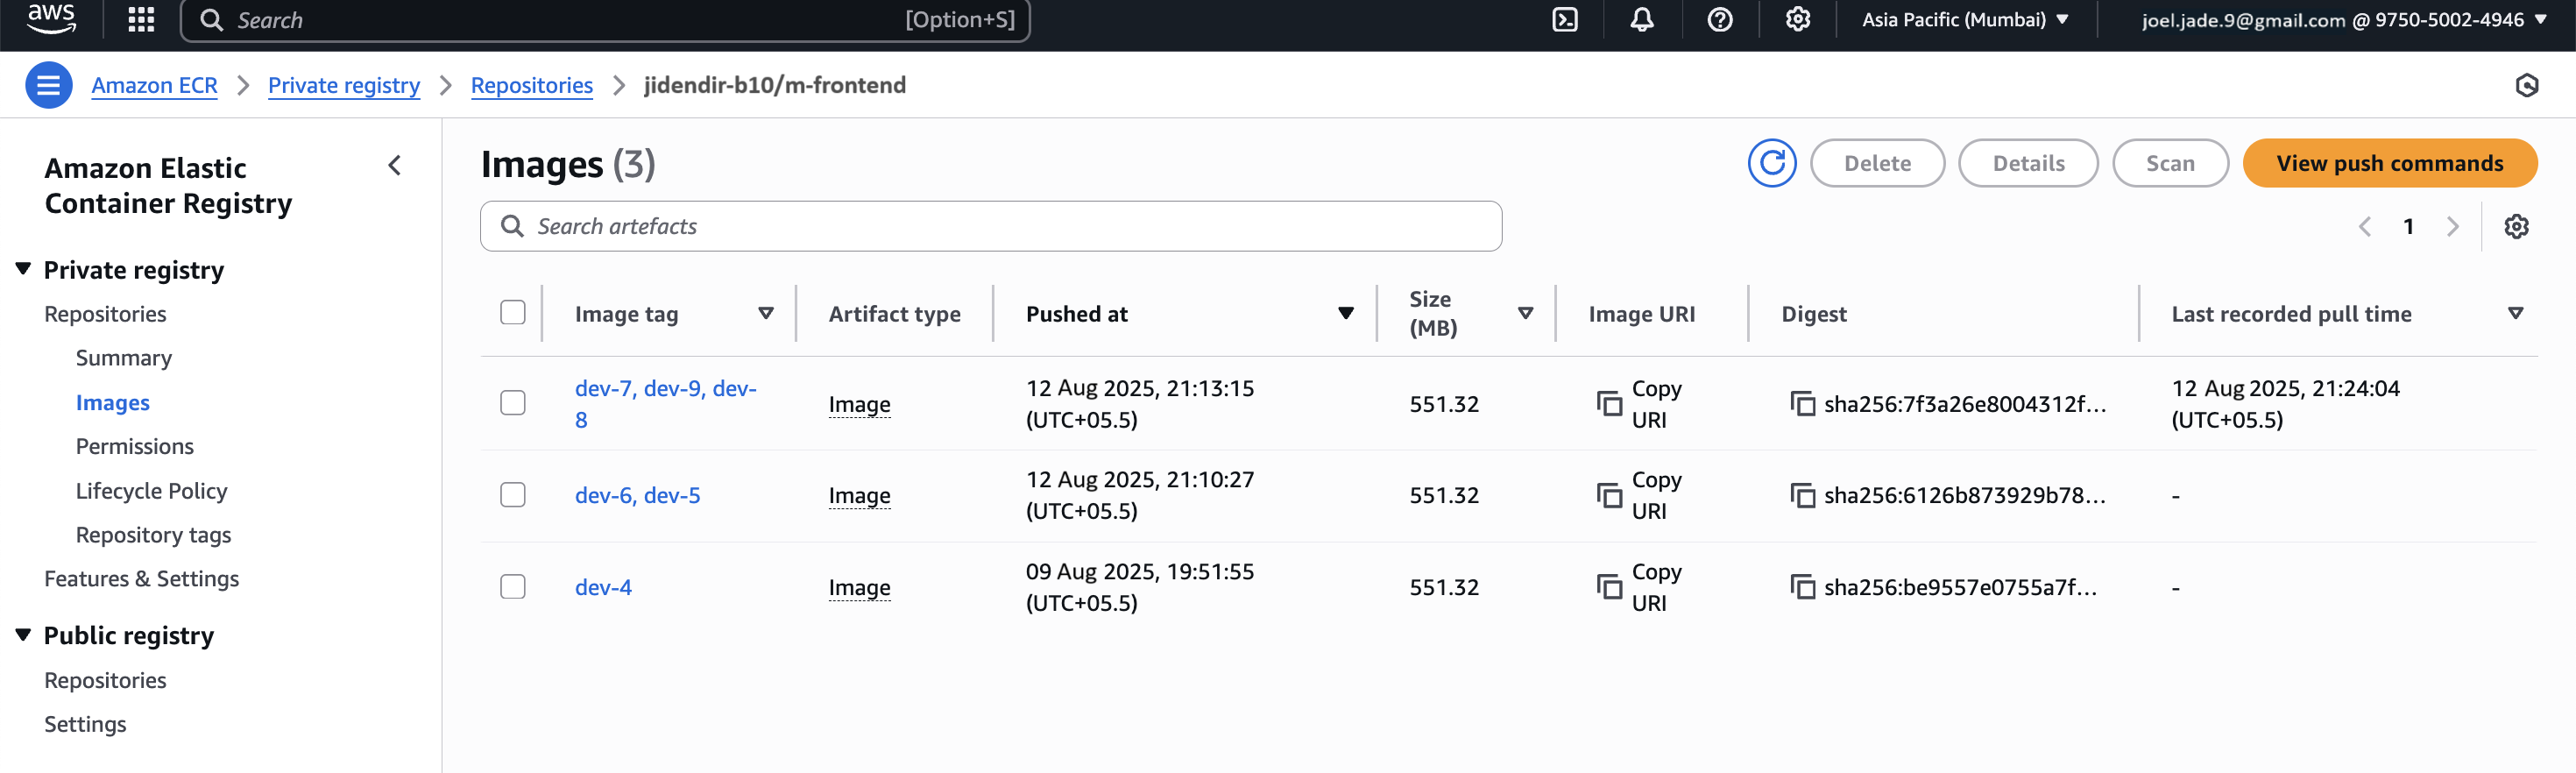 aws
Search
[Option+S]
Asia Pacific (Mumbai)
joel.jade.9@gmail.com @ 9750-5002-4946
Amazon ECR
Private registry
Repositories
jidendir-b10/m-frontend
Amazon Elastic
Container Registry
Private registry
Repositories
Summary
Images
Permissions
Lifecycle Policy
Repository tags
Features & Settings
Public registry
Repositories
Settings
Images (3)
Delete
Details
Scan
View push commands
Search artefacts
1
Image tag
Artifact type
Pushed at
Size
(MB)
Image URI
Digest
Last recorded pull time
dev-7, dev-9, dev-
8
Image
12 Aug 2025, 21:13:15
(UTC+05.5)
551.32
Copy
URI
sha256:7f3a26e8004312f...
12 Aug 2025, 21:24:04
(UTC+05.5)
dev-6, dev-5
Image
12 Aug 2025, 21:10:27
(UTC+05.5)
551.32
Copy
URI
sha256:6126b873929b78...
-
dev-4
Image
09 Aug 2025, 19:51:55
(UTC+05.5)
551.32
Copy
URI
sha256:be9557e0755a7f...
-